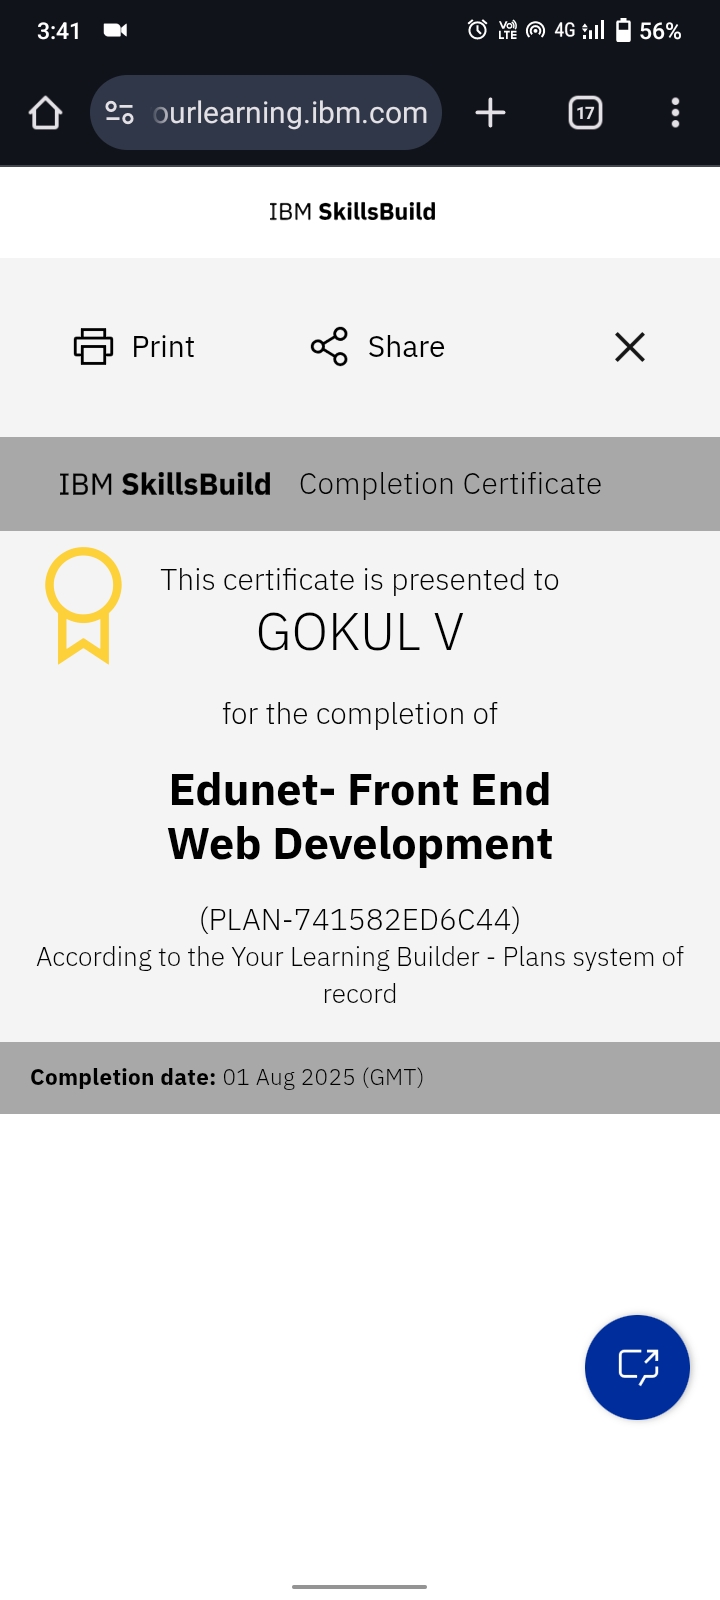 3:41 Vo) LTE 4G 56%
ourlearning.ibm.com 17
IBM SkillsBuild
Print Share
IBM SkillsBuild Completion Certificate
This certificate is presented to
GOKUL V
for the completion of
Edunet- Front End
Web Development
(PLAN-741582ED6C44)
According to the Your Learning Builder - Plans system of
record
Completion date: 01 Aug 2025 (GMT)